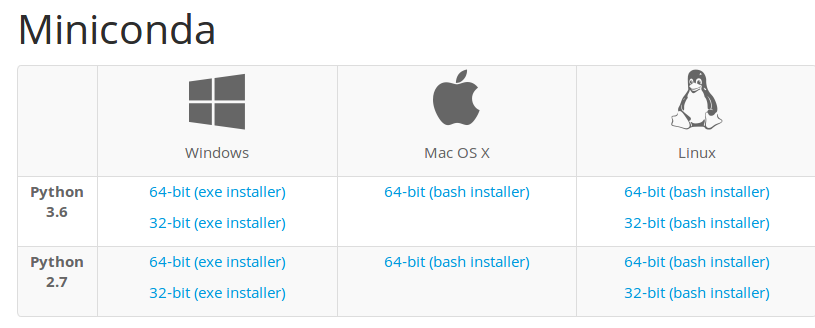 Miniconda
Windows Mac OS X Linux
Python 3.6 64-bit (exe installer) 64-bit (bash installer) 64-bit (bash installer)
32-bit (exe installer) 32-bit (bash installer)
Python 2.7 64-bit (exe installer) 64-bit (bash installer) 64-bit (bash installer)
32-bit (exe installer) 32-bit (bash installer)